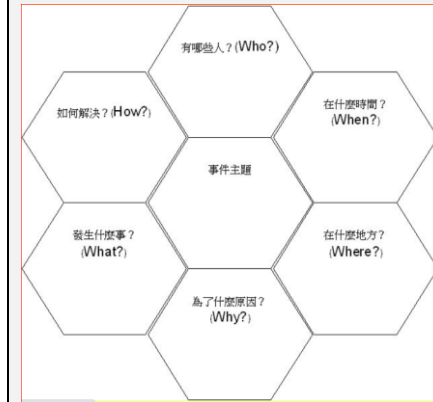 有哪些人？(Who?)
如何解決？(How?)
在什麼時間？
(When?)
事件主題
發生什麼事？
(What?)
在什麼地方？
(Where?)
為了什麼原因？
(Why?)